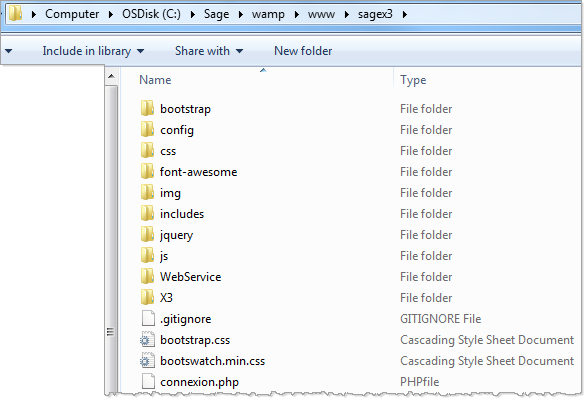 Computer OSDisk (C:) Sage wamp www sagex3
Include in library Share with New folder
Name Type
bootstrap File folder
config File folder
css File folder
font-awesome File folder
img File folder
includes File folder
jquery File folder
js File folder
WebService File folder
X3 File folder
.gitignore GITIGNORE File
bootstrap.css Cascading Style Sheet Document
bootswatch.min.css Cascading Style Sheet Document
connexion.php PHPfile